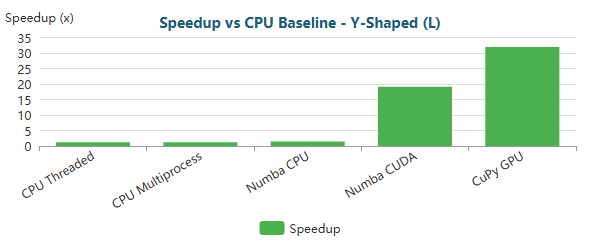 Speedup (x)
Speedup vs CPU Baseline - Y-Shaped (L)
35
30
25
20
15
10
5
0
CPU Threaded
CPU Multiprocess
Numba CPU
Numba CUDA
CuPy GPU
Speedup